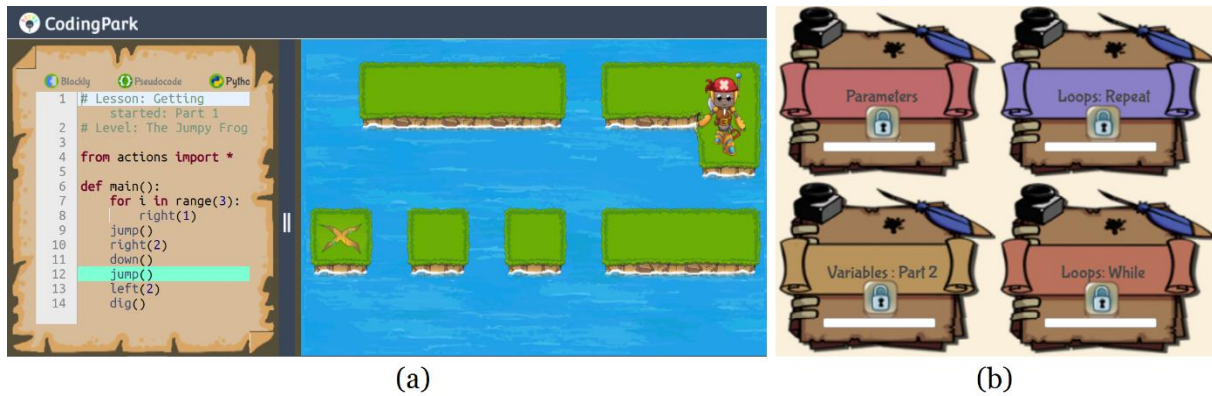 CodingPark
Blockly Pseudocode Pytho
1 # Lesson: Getting
started: Part 1
2 # Level: The Jumpy Frog
3
4 from actions import *
5
6 def main():
7 for i in range(3):
8 right(1)
9 jump()
10 right(2)
11 down()
12 jump()
13 left(2)
14 dig()
(a)
Parameters
Loops: Repeat
Variables : Part 2
Loops: While
(b)